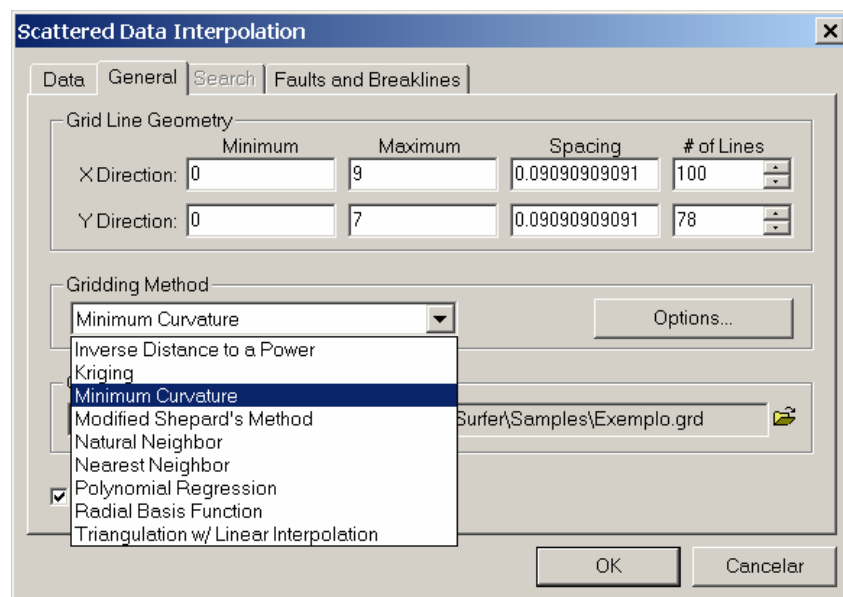 Scattered Data Interpolation
Data General Search Faults and Breaklines
Grid Line Geometry
Minimum Maximum Spacing # of Lines
X Direction: 0 9 0.09090909091 100
Y Direction: 0 7 0.09090909091 78
Gridding Method
Minimum Curvature Options...
Inverse Distance to a Power
Kriging
Minimum Curvature
Modified Shepard's Method
Surfer\Samples\Exemplo.grd
Natural Neighbor
Nearest Neighbor
Polynomial Regression
Radial Basis Function
Triangulation w/ Linear Interpolation
OK Cancelar